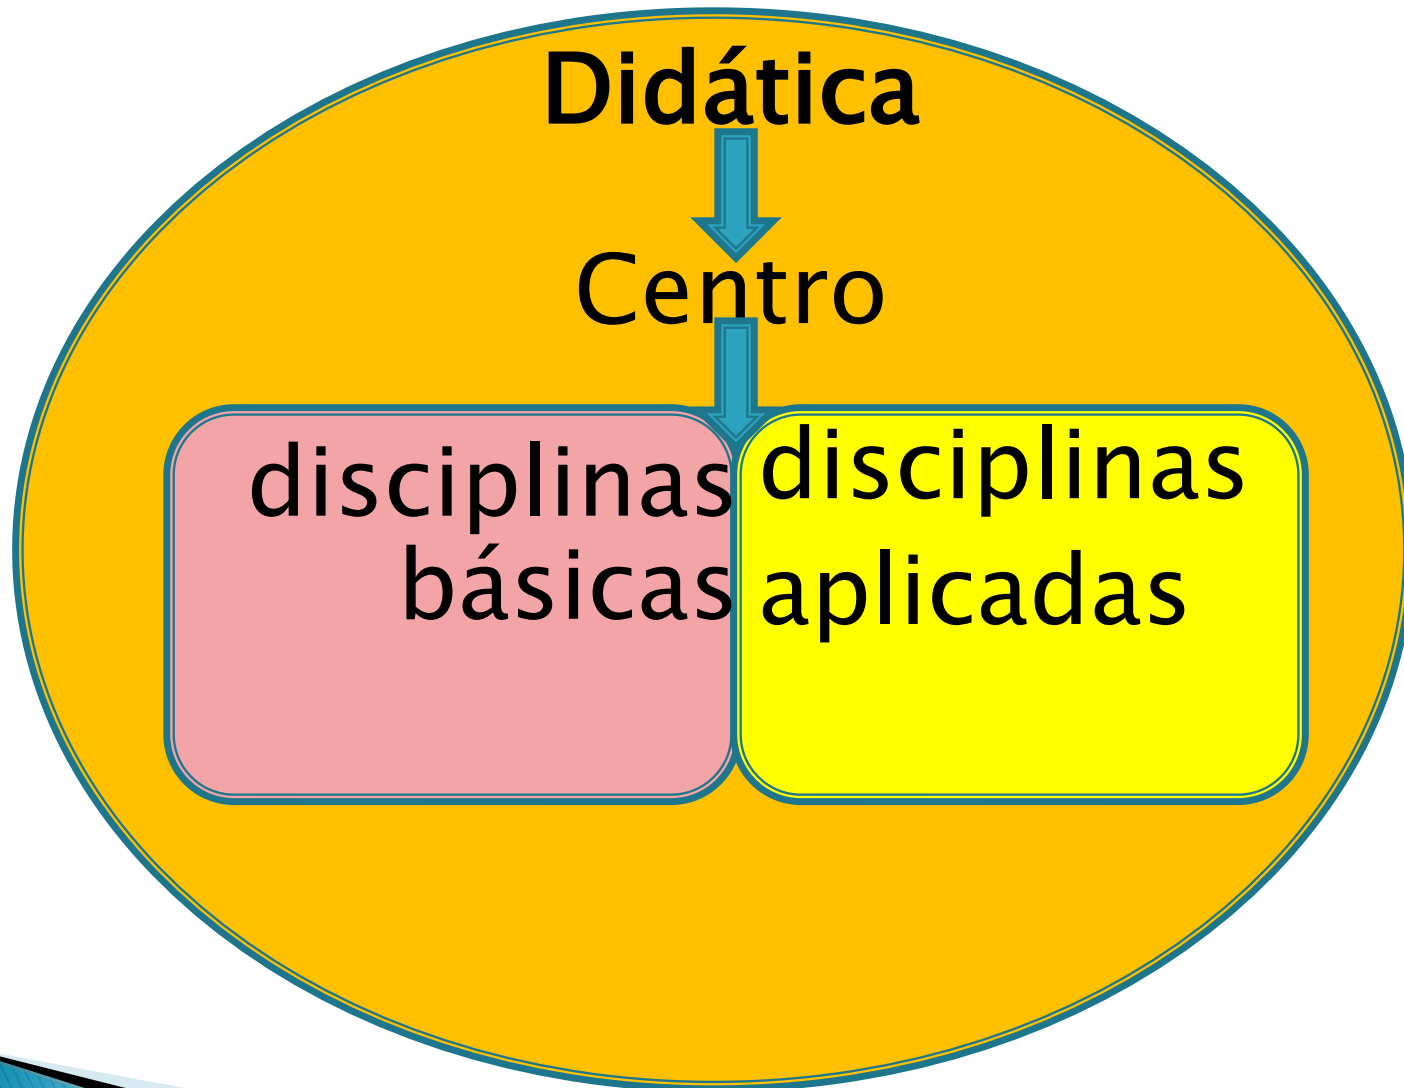 Didática
Centro
disciplinas
básicas
disciplinas
aplicadas